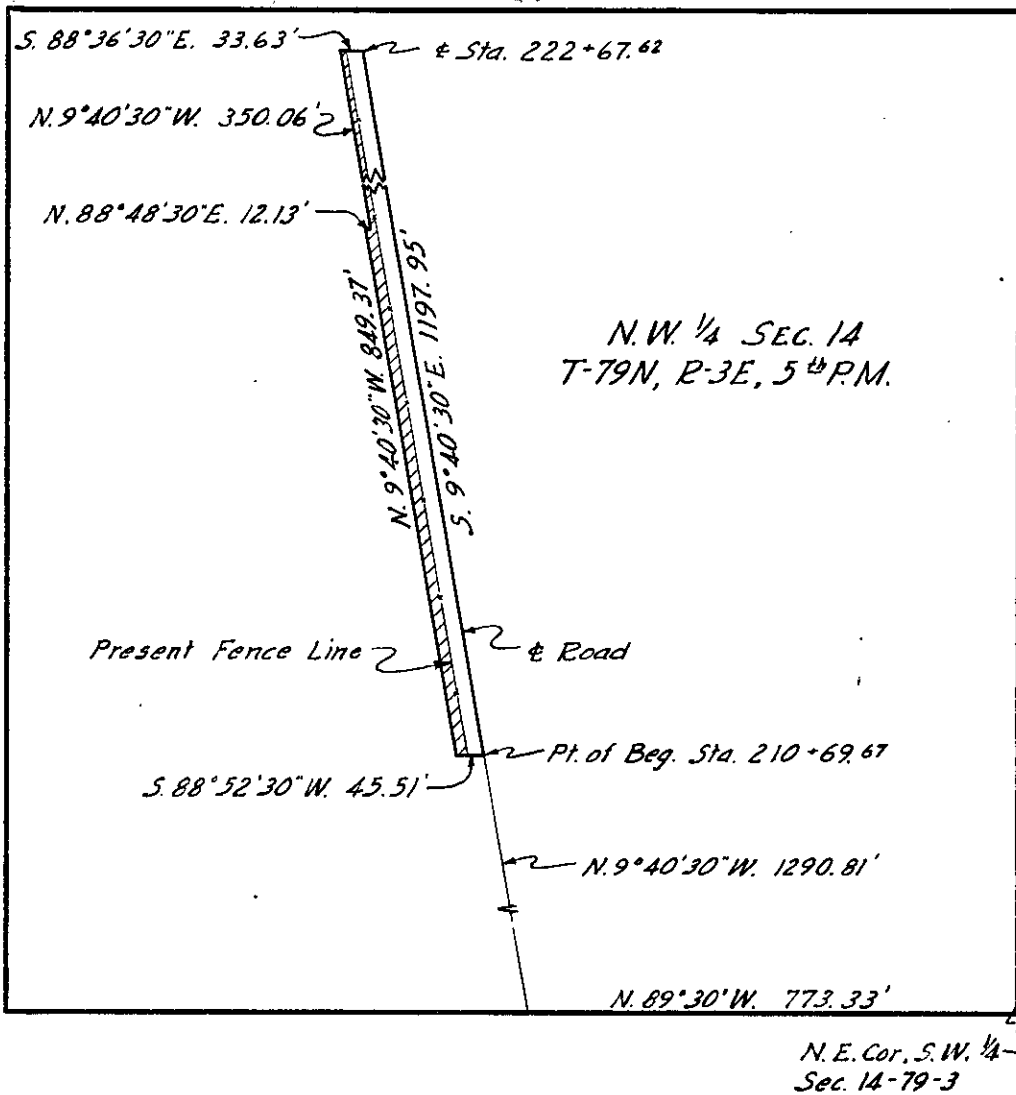 S. 88°36'30"E. 33.63'
℄ Sta. 222+67.62
N. 9°40'30"W. 350.06'
N. 88°48'30"E. 12.13'
N. 9°40'30"W. 849.37'
S. 9°40'30"E. 1197.95'
N.W. 1/4 SEC. 14
T-79N, R-3E, 5th P.M.
Present Fence Line
℄ Road
Pt. of Beg. Sta. 210+69.67
S. 88°52'30"W. 45.51'
N. 9°40'30"W. 1290.81'
N. 89°30'W. 773.33'
N.E. Cor. S.W. 1/4
Sec. 14-79-3